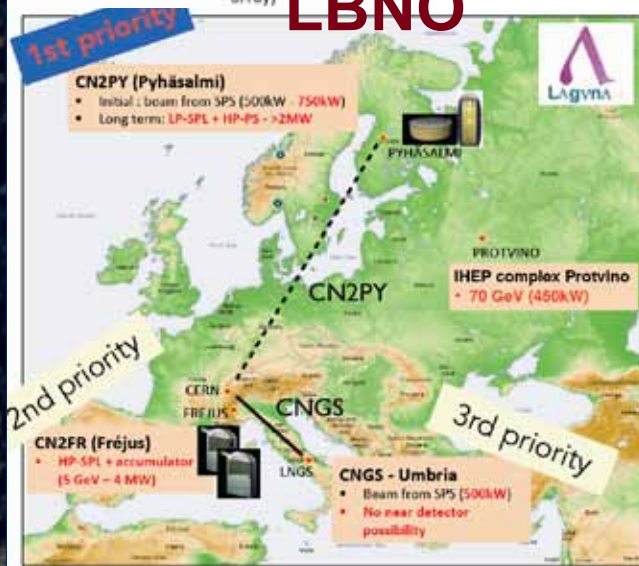 LBNO
1st priority
CN2PY (Pyhäsalmi)
• Initial : beam from SPS (500kW - 750kW)
• Long term: LP-SPL + HP-PS - >2MW
LAGVNA
PYHÄSALMI
PROTVINO
IHEP complex Protvino
• 70 GeV (450kW)
CN2PY
2nd priority
CERN
FREJUS
CNGS
3rd priority
CN2FR (Fréjus)
• HP-SPL + accumulator
(5 GeV – 4 MW)
LNGS
CNGS - Umbria
• Beam from SPS (500kW)
• No near detector
possibility